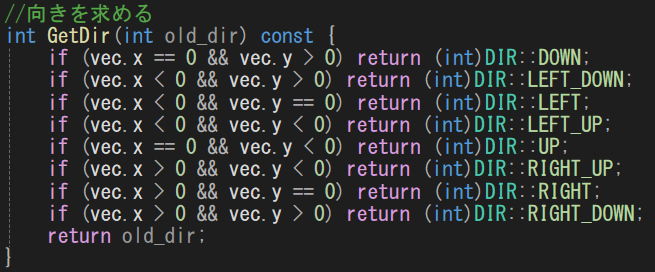 //向きを求める
int GetDir(int old_dir) const {
    if (vec.x == 0 && vec.y > 0) return (int)DIR::DOWN;
    if (vec.x < 0 && vec.y > 0) return (int)DIR::LEFT_DOWN;
    if (vec.x < 0 && vec.y == 0) return (int)DIR::LEFT;
    if (vec.x < 0 && vec.y < 0) return (int)DIR::LEFT_UP;
    if (vec.x == 0 && vec.y < 0) return (int)DIR::UP;
    if (vec.x > 0 && vec.y < 0) return (int)DIR::RIGHT_UP;
    if (vec.x > 0 && vec.y == 0) return (int)DIR::RIGHT;
    if (vec.x > 0 && vec.y > 0) return (int)DIR::RIGHT_DOWN;
    return old_dir;
}